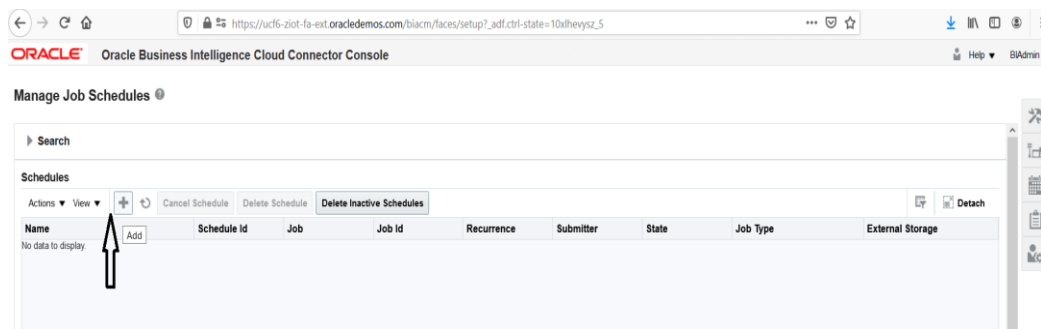 https://ucf6-ziot-fa-ext.oracledemos.com/biacm/faces/setup?_adf.ctrl-state=10xlhevysz_5
ORACLE Oracle Business Intelligence Cloud Connector Console Help BIAdmin
Manage Job Schedules
Search
Schedules
Actions View Cancel Schedule Delete Schedule Delete Inactive Schedules Detach
Name Schedule Id Job Job Id Recurrence Submitter State Job Type External Storage
Add
No data to display.